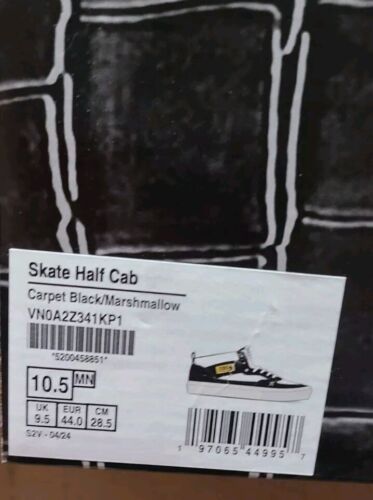 Skate Half Cab
Carpet Black/Marshmallow
VN0A2Z341KP1
*5200458851*
10.5 MN
UK EUR CM
9.5 44.0 28.5
S2V - 04/24
1 97065 44995 7